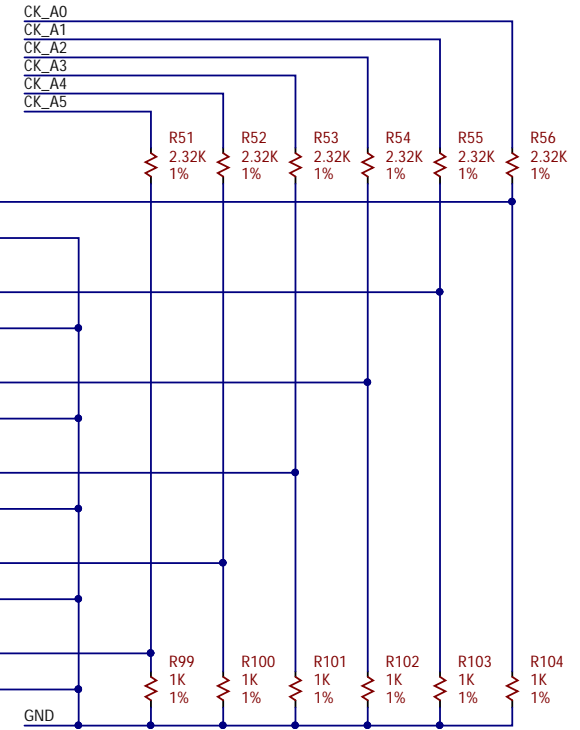 CK_A0
CK_A1
CK_A2
CK_A3
CK_A4
CK_A5
R51 R52 R53 R54 R55 R56
2.32K 2.32K 2.32K 2.32K 2.32K 2.32K
1% 1% 1% 1% 1% 1%
R99 R100 R101 R102 R103 R104
1K 1K 1K 1K 1K 1K
1% 1% 1% 1% 1% 1%
GND